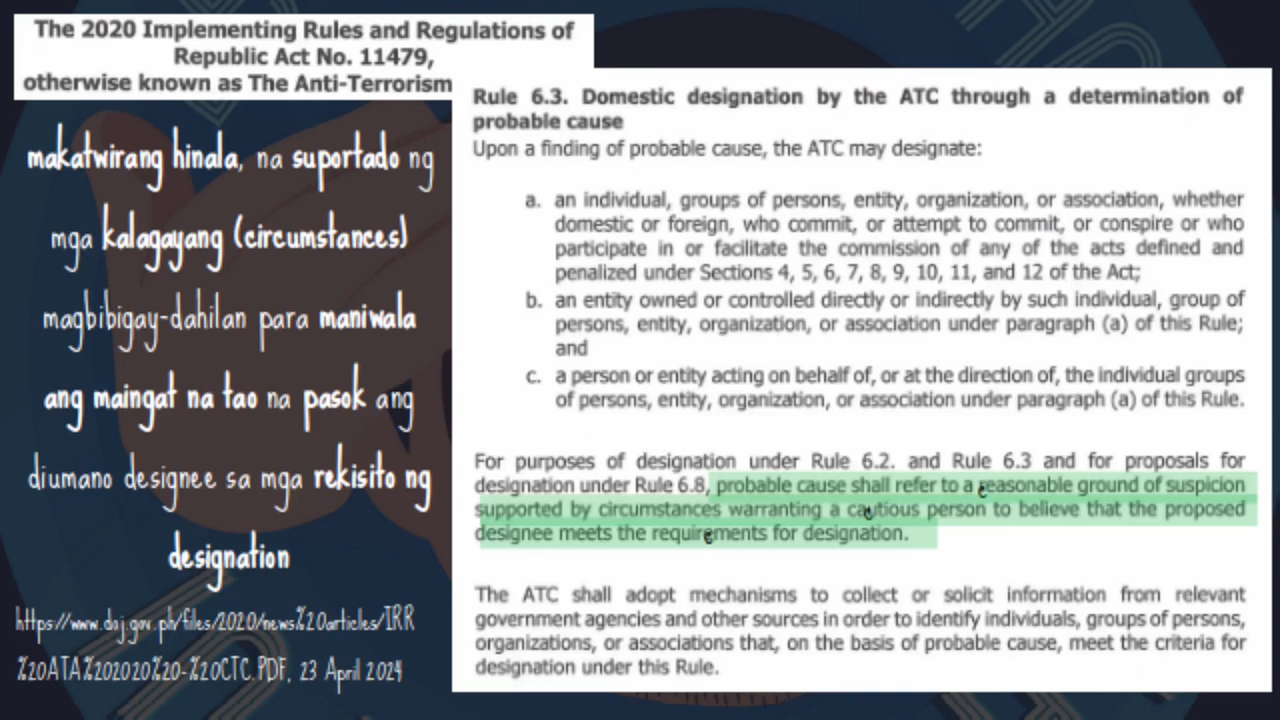 The 2020 Implementing Rules and Regulations of
Republic Act No. 11479,
otherwise known as The Anti-Terrorism
makatwirang hinala, na suportado ng
mga kalagayang (circumstances)
magbibigay-dahilan para maniwala
ang maingat na tao na pasok ang
diumano designee sa mga rekisito ng
designation
https://www.doj.gov.ph/files/2020/news%20articles/IRR
%20ATA%202020%20-%20CTC.PDF, 23 April 2024
Rule 6.3. Domestic designation by the ATC through a determination of
probable cause
Upon a finding of probable cause, the ATC may designate:
a. an individual, groups of persons, entity, organization, or association, whether
domestic or foreign, who commit, or attempt to commit, or conspire or who
participate in or facilitate the commission of any of the acts defined and
penalized under Sections 4, 5, 6, 7, 8, 9, 10, 11, and 12 of the Act;
b. an entity owned or controlled directly or indirectly by such individual, group of
persons, entity, organization, or association under paragraph (a) of this Rule;
and
c. a person or entity acting on behalf of, or at the direction of, the individual groups
of persons, entity, organization, or association under paragraph (a) of this Rule.
For purposes of designation under Rule 6.2. and Rule 6.3 and for proposals for
designation under Rule 6.8, probable cause shall refer to a reasonable ground of suspicion
supported by circumstances warranting a cautious person to believe that the proposed
designee meets the requirements for designation.
The ATC shall adopt mechanisms to collect or solicit information from relevant
government agencies and other sources in order to identify individuals, groups of persons,
organizations, or associations that, on the basis of probable cause, meet the criteria for
designation under this Rule.